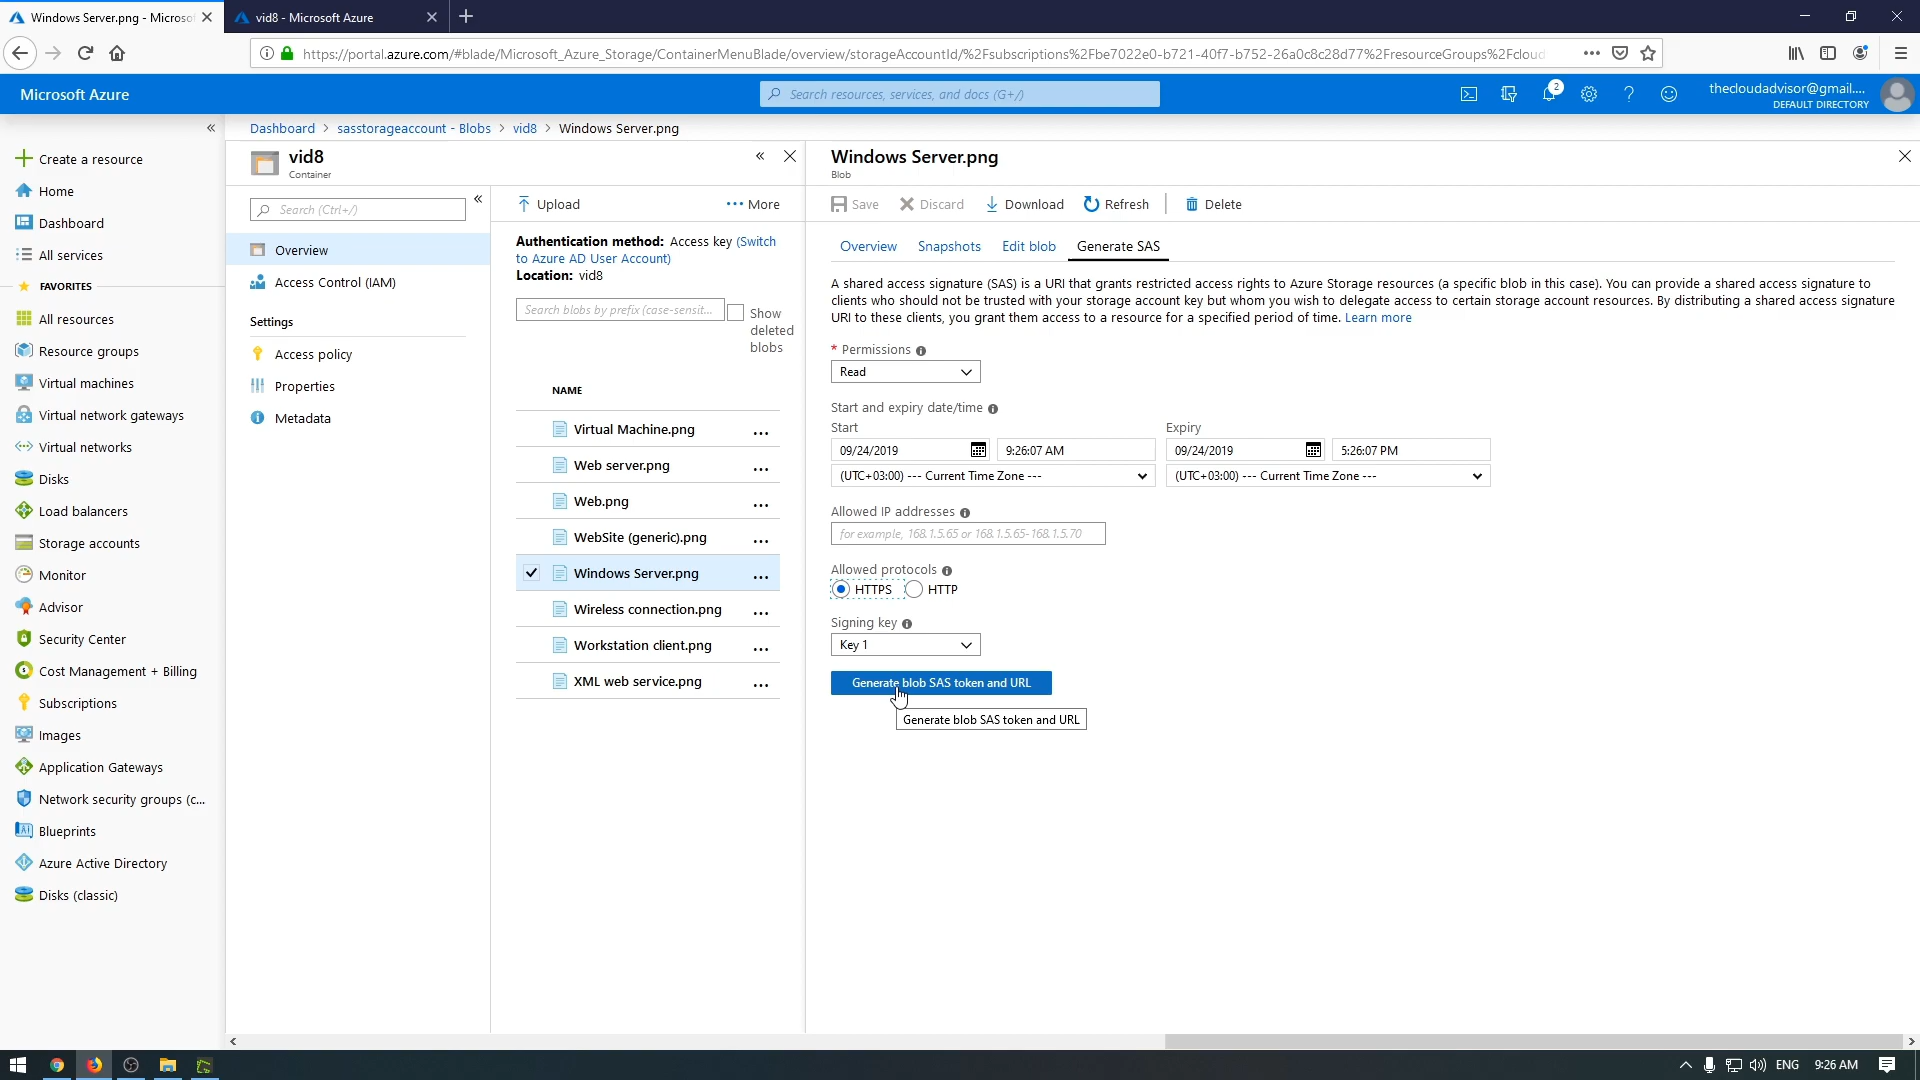 Windows Server.png - Microsof
vid8 - Microsoft Azure
https://portal.azure.com/#blade/Microsoft_Azure_Storage/ContainerMenuBlade/overview/storageAccountId/%2Fsubscriptions%2Fbe7022e0-b721-40f7-b752-26a0c8c28d77%2FresourceGroups%2Fcloud
Microsoft Azure
Search resources, services, and docs (G+/)
2
thecloudadvisor@gmail....
DEFAULT DIRECTORY
Dashboard > sasstorageaccount - Blobs > vid8 > Windows Server.png
Create a resource
Home
Dashboard
All services
FAVORITES
All resources
Resource groups
Virtual machines
Virtual network gateways
Virtual networks
Disks
Load balancers
Storage accounts
Monitor
Advisor
Security Center
Cost Management + Billing
Subscriptions
Images
Application Gateways
Network security groups (c...
Blueprints
Azure Active Directory
Disks (classic)
vid8
Container
Search (Ctrl+/)
Overview
Access Control (IAM)
Settings
Access policy
Properties
Metadata
Upload
More
Authentication method: Access key (Switch
to Azure AD User Account)
Location: vid8
Search blobs by prefix (case-sensit...
Show
deleted
blobs
NAME
Virtual Machine.png
Web server.png
Web.png
WebSite (generic).png
Windows Server.png
Wireless connection.png
Workstation client.png
XML web service.png
Windows Server.png
Blob
Save
Discard
Download
Refresh
Delete
Overview
Snapshots
Edit blob
Generate SAS
A shared access signature (SAS) is a URI that grants restricted access rights to Azure Storage resources (a specific blob in this case). You can provide a shared access signature to
clients who should not be trusted with your storage account key but whom you wish to delegate access to certain storage account resources. By distributing a shared access signature
URI to these clients, you grant them access to a resource for a specified period of time. Learn more
* Permissions
Read
Start and expiry date/time
Start
Expiry
09/24/2019
9:26:07 AM
09/24/2019
5:26:07 PM
(UTC+03:00) --- Current Time Zone ---
(UTC+03:00) --- Current Time Zone ---
Allowed IP addresses
for example, 168.1.5.65 or 168.1.5.65-168.1.5.70
Allowed protocols
HTTPS
HTTP
Signing key
Key 1
Generate blob SAS token and URL
Generate blob SAS token and URL
ENG
9:26 AM